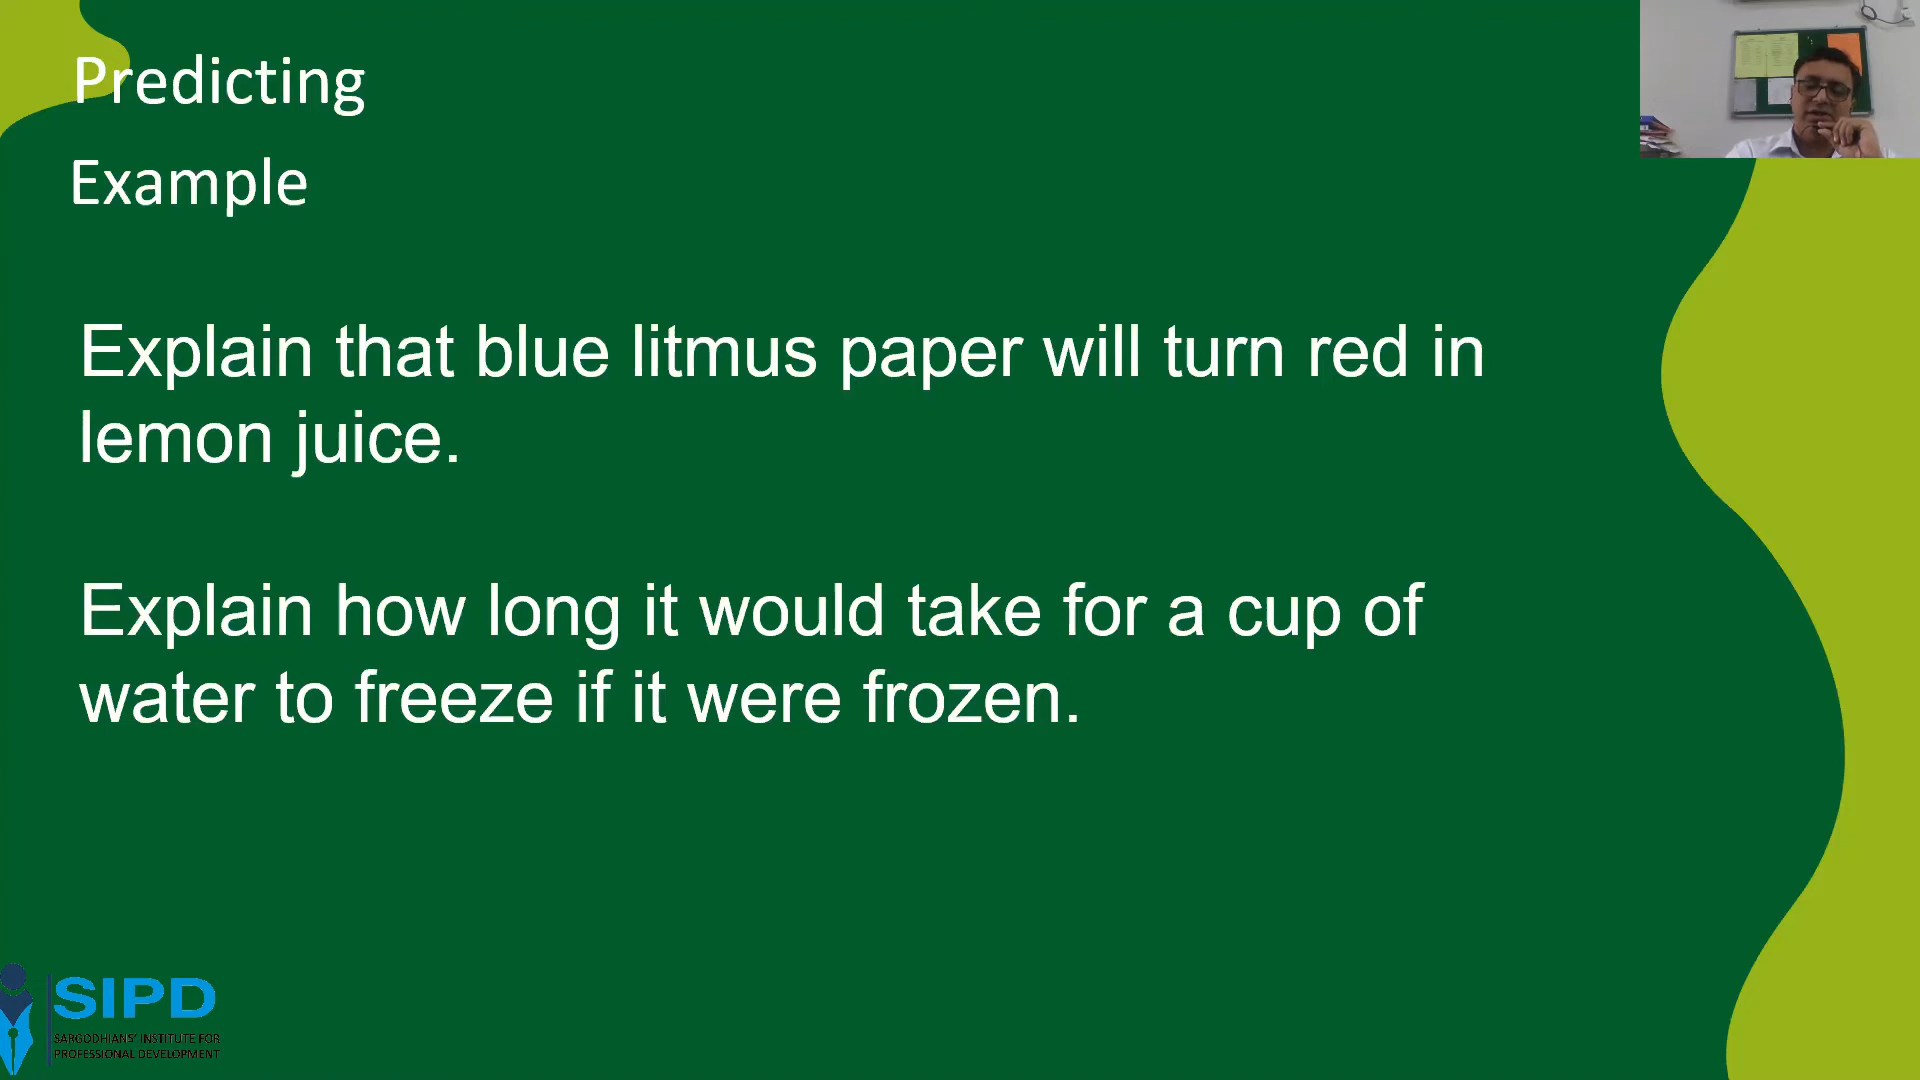 Predicting
Example
Explain that blue litmus paper will turn red in
lemon juice.
Explain how long it would take for a cup of
water to freeze if it were frozen.
SIPD
SARGODHIANS' INSTITUTE FOR
PROFESSIONAL DEVELOPMENT